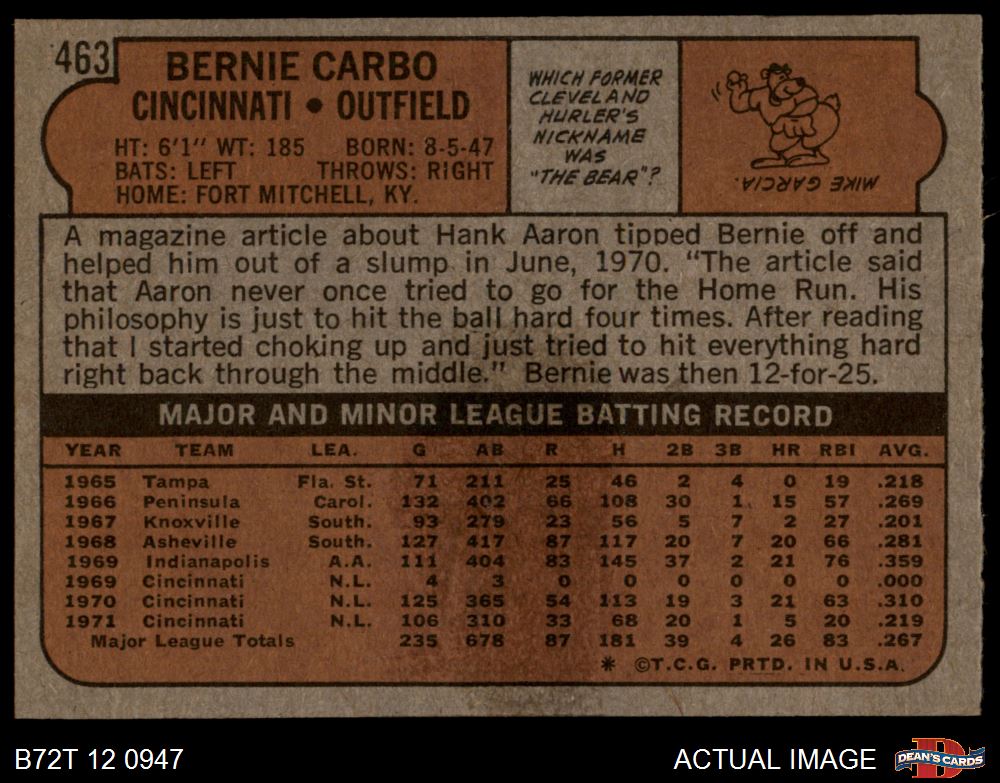 463
BERNIE CARBO
CINCINNATI • OUTFIELD
HT: 6'1" WT: 185 BORN: 8-5-47
BATS: LEFT THROWS: RIGHT
HOME: FORT MITCHELL, KY.
WHICH FORMER
CLEVELAND
HURLER'S
NICKNAME
WAS
"THE BEAR"?
MIKE GARCIA.
A magazine article about Hank Aaron tipped Bernie off and
helped him out of a slump in June, 1970. "The article said
that Aaron never once tried to go for the Home Run. His
philosophy is just to hit the ball hard four times. After reading
that I started choking up and just tried to hit everything hard
right back through the middle." Bernie was then 12-for-25.
MAJOR AND MINOR LEAGUE BATTING RECORD
YEAR TEAM LEA. G AB R H 2B 3B HR RBI AVG.
1965 Tampa Fla. St. 71 211 25 46 2 4 0 19 .218
1966 Peninsula Carol. 132 402 66 108 30 1 15 57 .269
1967 Knoxville South. 93 279 23 56 5 7 2 27 .201
1968 Asheville South. 127 417 87 117 20 7 20 66 .281
1969 Indianapolis A.A. 111 404 83 145 37 2 21 76 .359
1969 Cincinnati N.L. 4 3 0 0 0 0 0 0 .000
1970 Cincinnati N.L. 125 365 54 113 19 3 21 63 .310
1971 Cincinnati N.L. 106 310 33 68 20 1 5 20 .219
Major League Totals 235 678 87 181 39 4 26 83 .267
* ©T.C.G. PRTD. IN U.S.A.
B72T 12 0947
ACTUAL IMAGE
D
DEAN'S CARDS